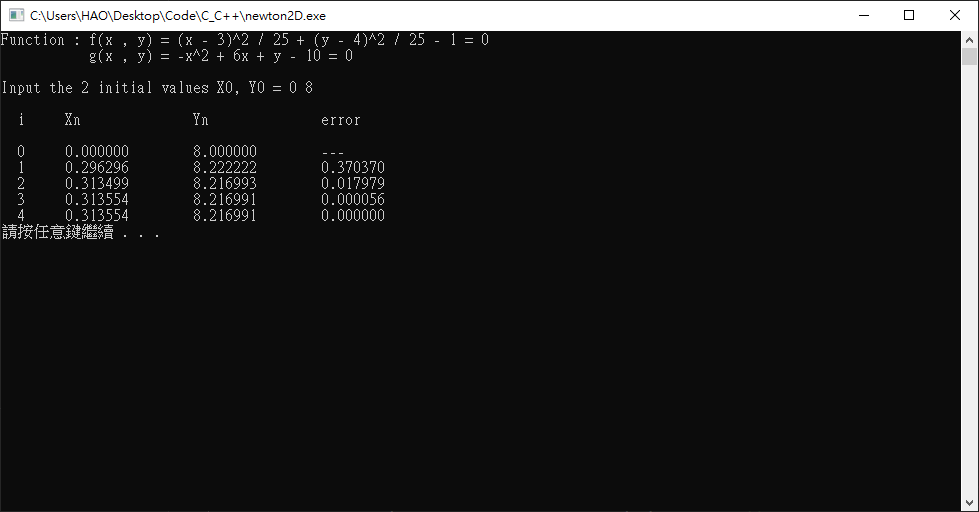 C:\Users\HAO\Desktop\Code\C_C++\newton2D.exe
Function : f(x , y) = (x - 3)^2 / 25 + (y - 4)^2 / 25 - 1 = 0
g(x , y) = -x^2 + 6x + y - 10 = 0
Input the 2 initial values X0, Y0 = 0 8
i Xn Yn error
0 0.000000 8.000000 ---
1 0.296296 8.222222 0.370370
2 0.313499 8.216993 0.017979
3 0.313554 8.216991 0.000056
4 0.313554 8.216991 0.000000
請按任意鍵繼續 . . .